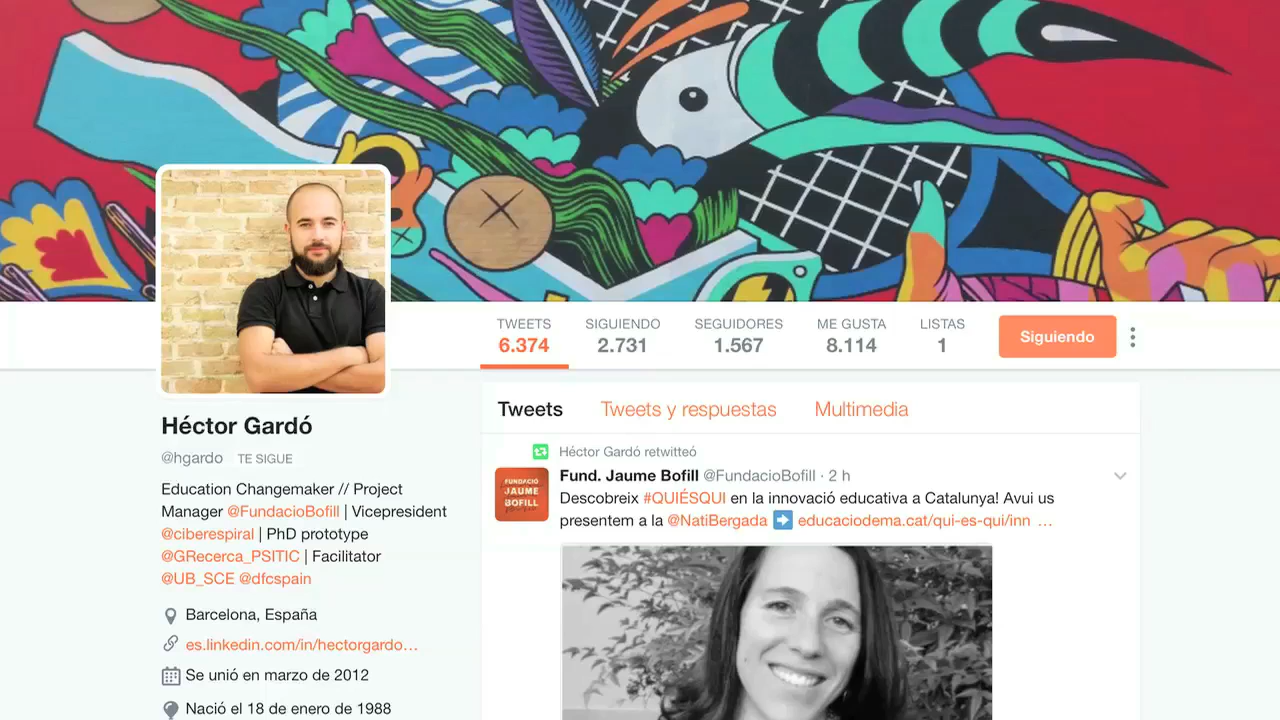 TWEETS
6.374
SIGUIENDO
2.731
SEGUIDORES
1.567
ME GUSTA
8.114
LISTAS
1
Siguiendo
Héctor Gardó
@hgardo TE SIGUE
Education Changemaker // Project
Manager @FundacioBofill | Vicepresident
@ciberespiral | PhD prototype
@GRecerca_PSITIC | Facilitator
@UB_SCE @dfcspain
Barcelona, España
es.linkedin.com/in/hectorgardo…
Se unió en marzo de 2012
Nació el 18 de enero de 1988
Tweets Tweets y respuestas Multimedia
Héctor Gardó retwitteó
FUNDACIÓ
JAUME
BOFILL
Fund. Jaume Bofill @FundacioBofill · 2 h
Descobreix #QUIÉSQUI en la innovació educativa a Catalunya! Avui us
presentem a la @NatiBergada ➡ educaciodema.cat/qui-es-qui/inn …